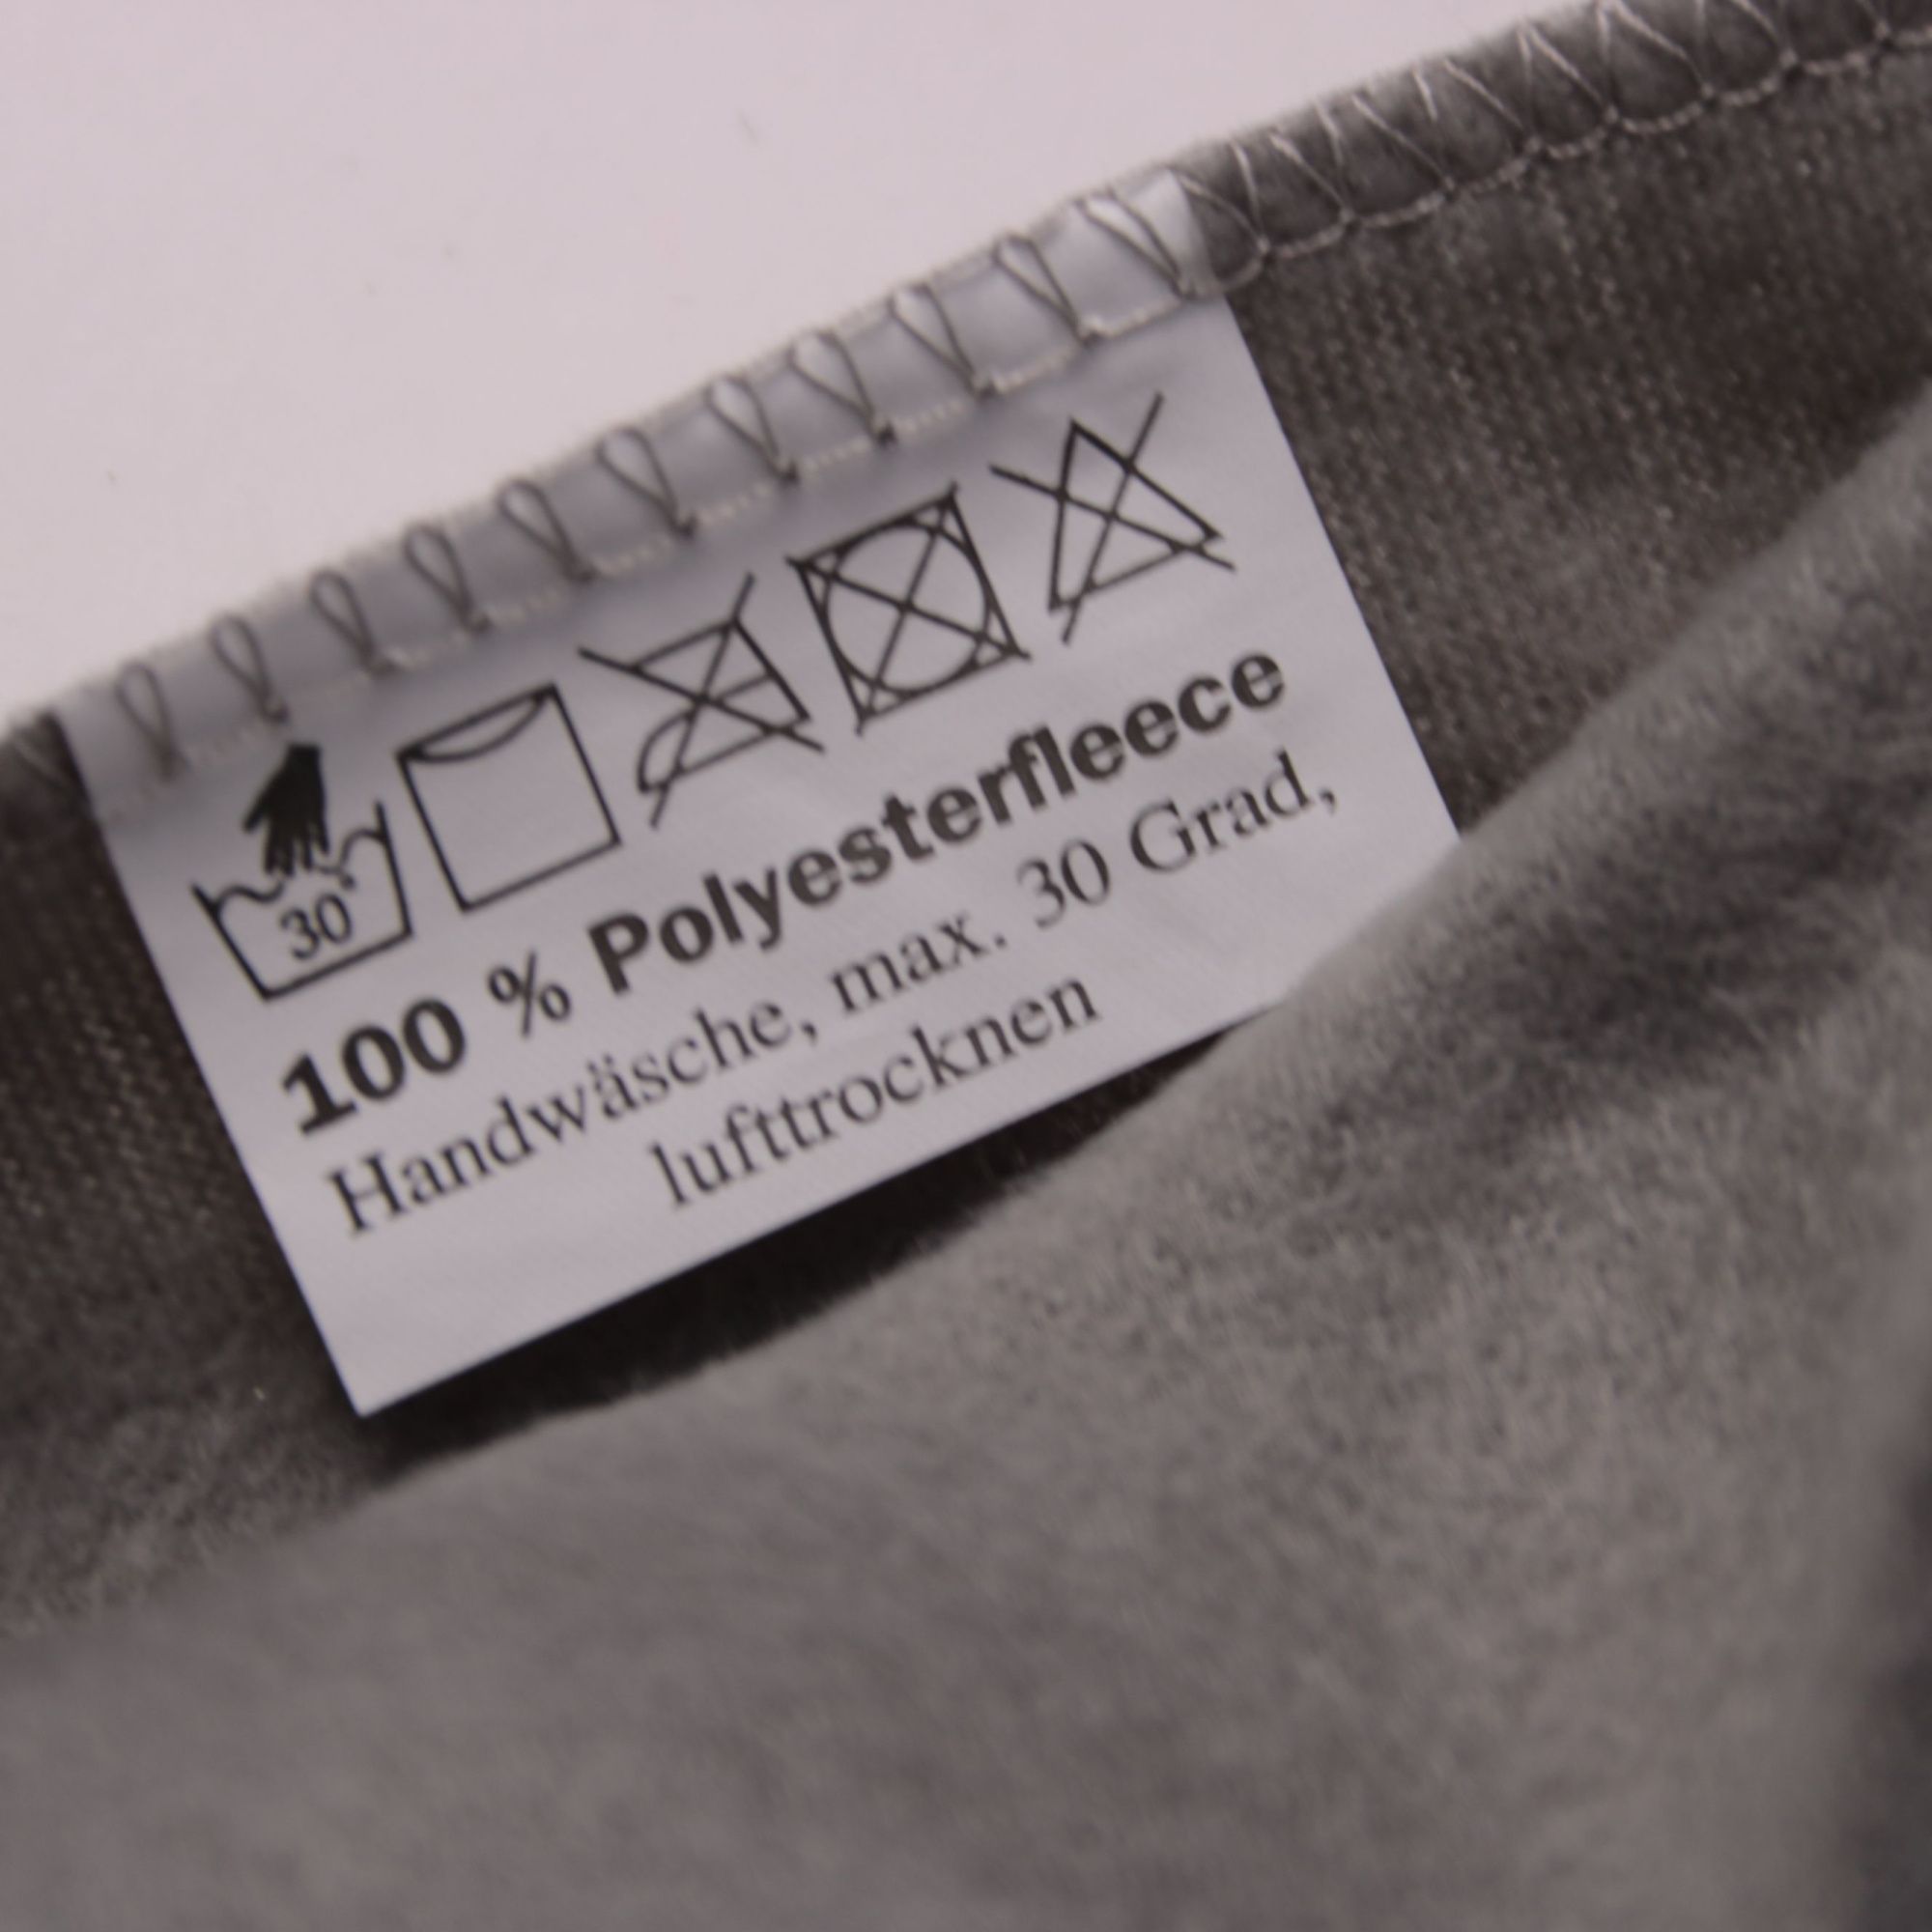 30°
100 % Polyesterfleece
Handwäsche, max. 30 Grad,
lufttrocknen